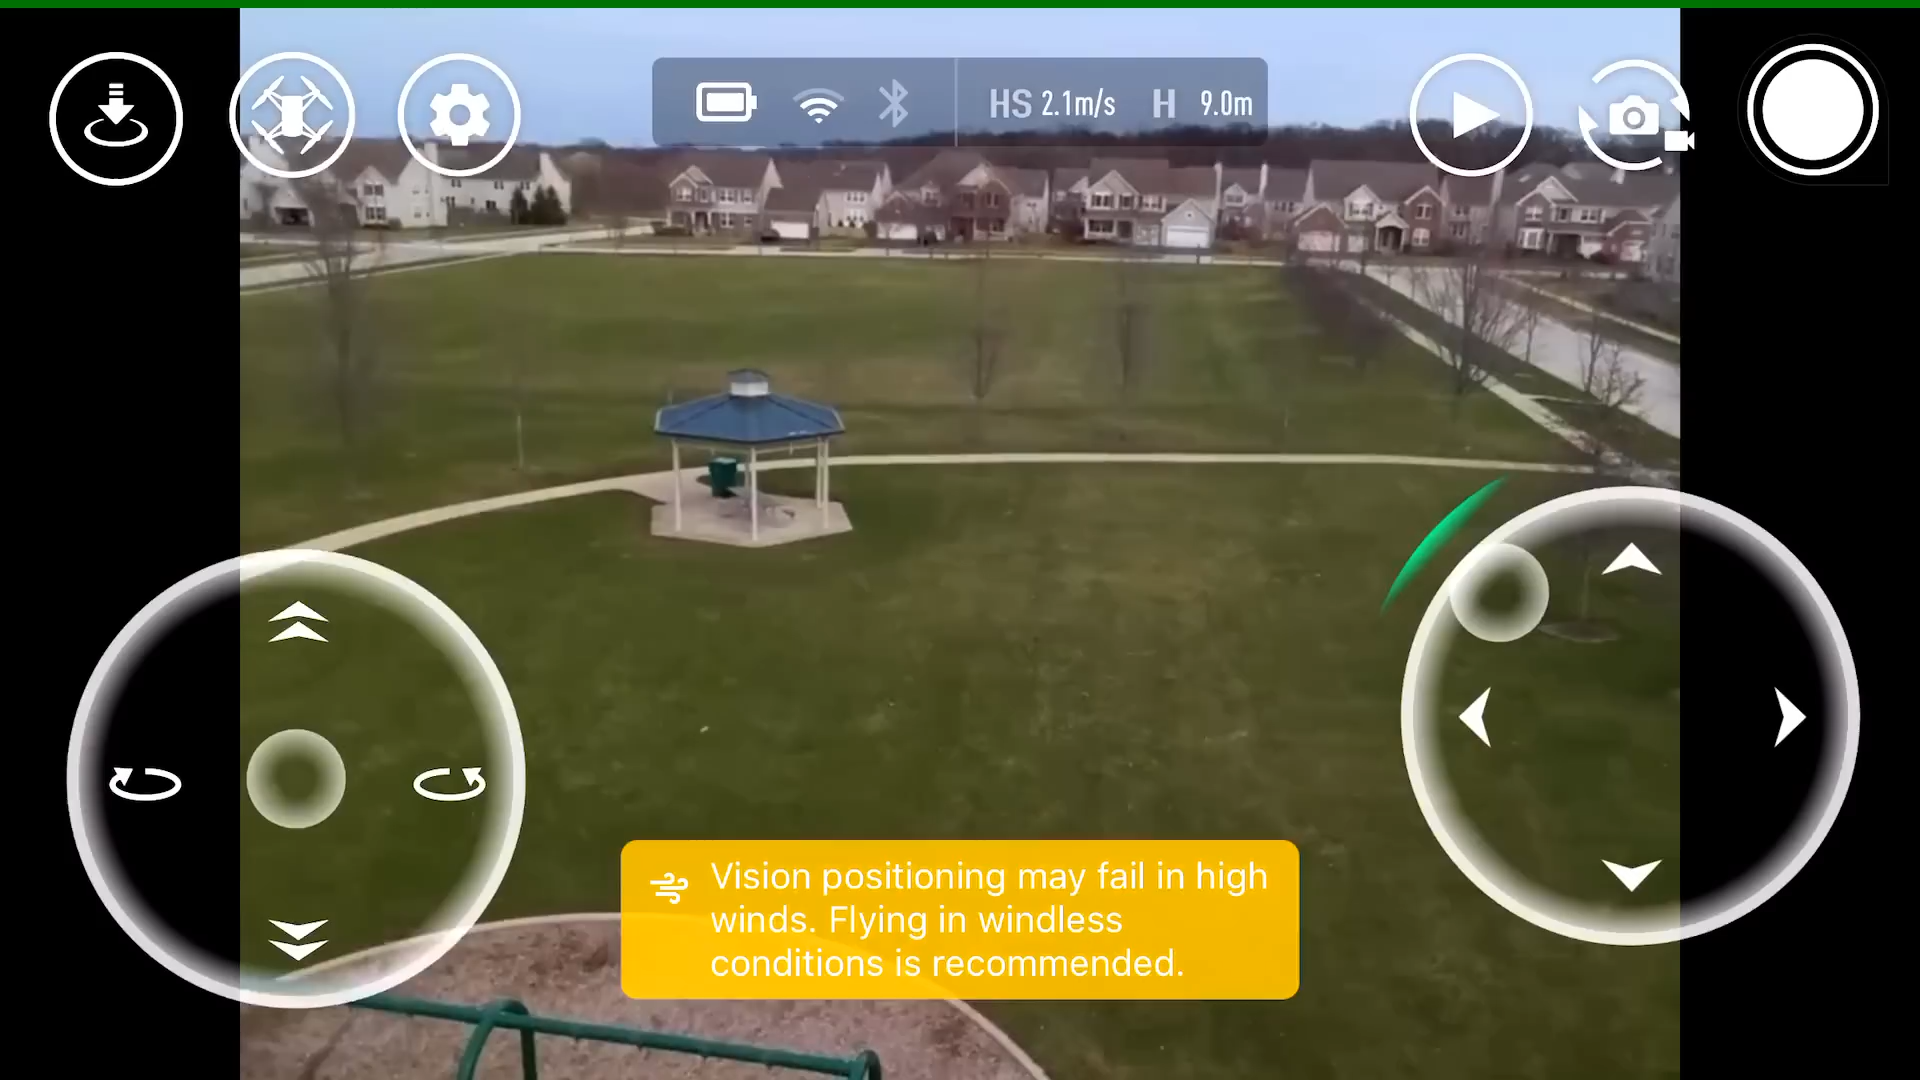 HS 2.1m/s H 9.0m
Vision positioning may fail in high
winds. Flying in windless
conditions is recommended.